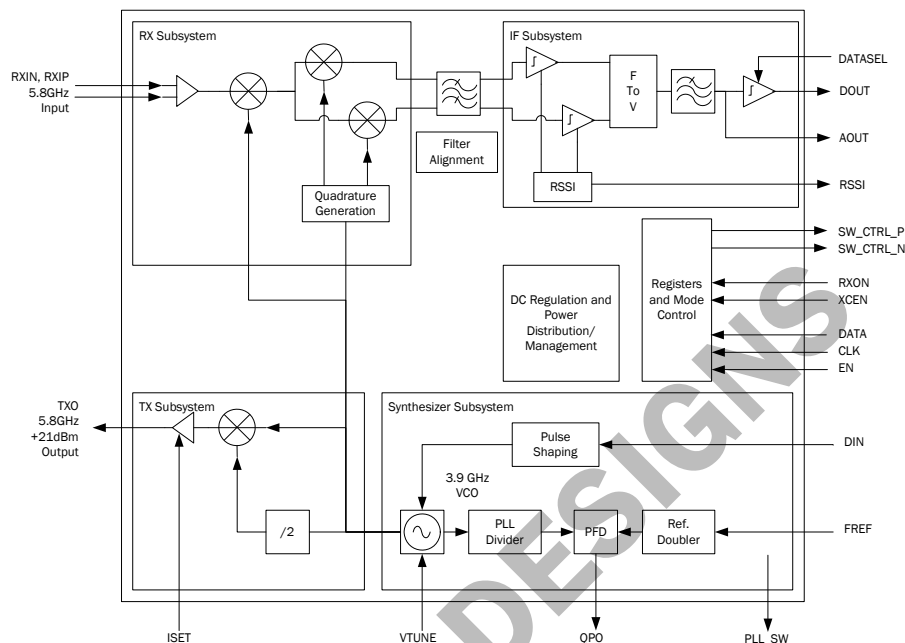 RX Subsystem
IF Subsystem
RXIN, RXIP
5.8GHz
Input
DATASEL
DOUT
AOUT
RSSI
F
To
V
Filter
Alignment
RSSI
Quadrature
Generation
SW_CTRL_P
SW_CTRL_N
RXON
XCEN
DATA
CLK
EN
Registers
and Mode
Control
DC Regulation and
Power
Distribution/
Management
TX Subsystem
Synthesizer Subsystem
TXO
5.8GHz
+21dBm
Output
Pulse
Shaping
DIN
3.9 GHz
VCO
/2
PLL
Divider
PFD
Ref.
Doubler
FREF
ISET
VTUNE
OPO
PLL_SW
DESIGNS